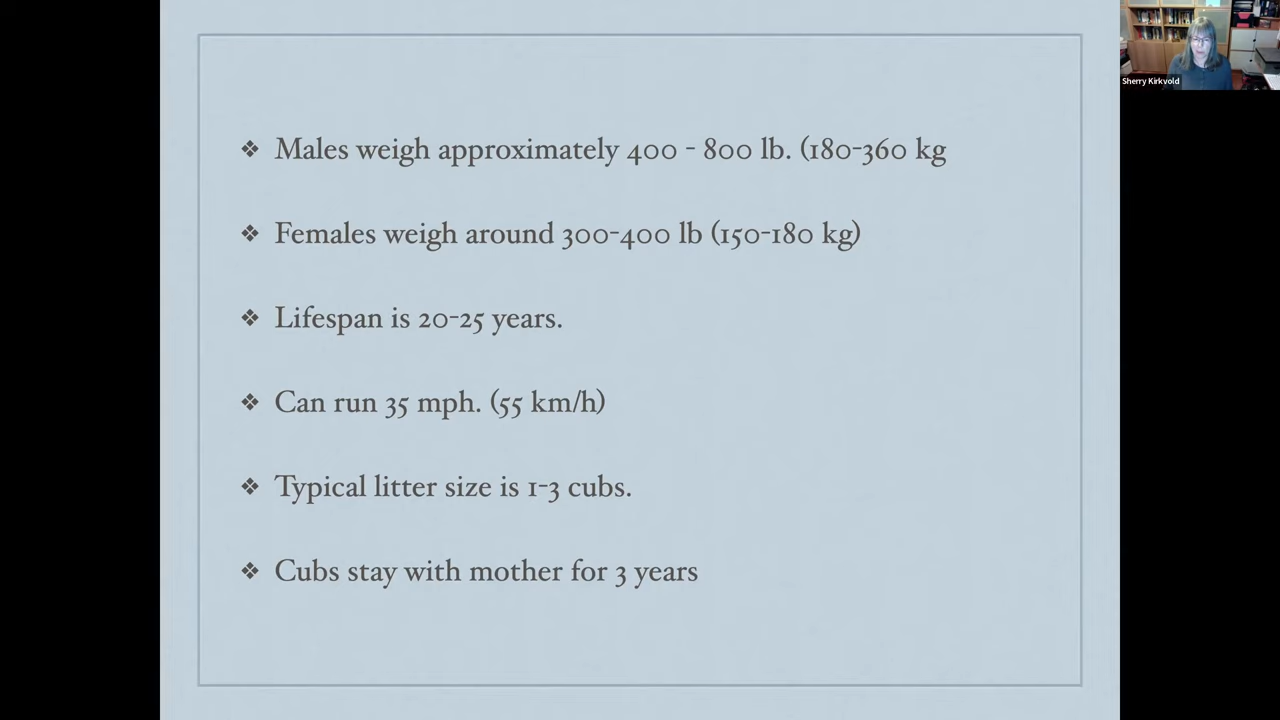 ❖ Males weigh approximately 400 - 800 lb. (180-360 kg
❖ Females weigh around 300-400 lb (150-180 kg)
❖ Lifespan is 20-25 years.
❖ Can run 35 mph. (55 km/h)
❖ Typical litter size is 1-3 cubs.
❖ Cubs stay with mother for 3 years
Sherry Kirkvold